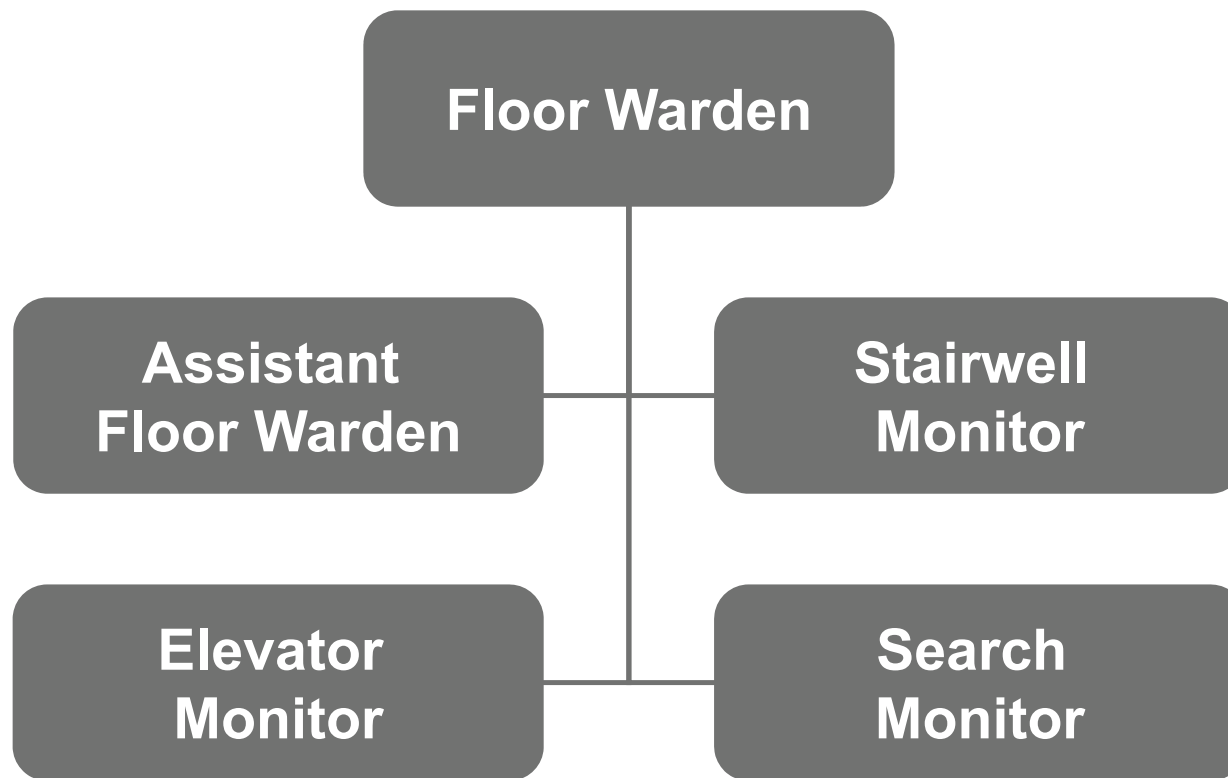 Floor Warden
Assistant
Floor Warden
Stairwell
Monitor
Elevator
Monitor
Search
Monitor